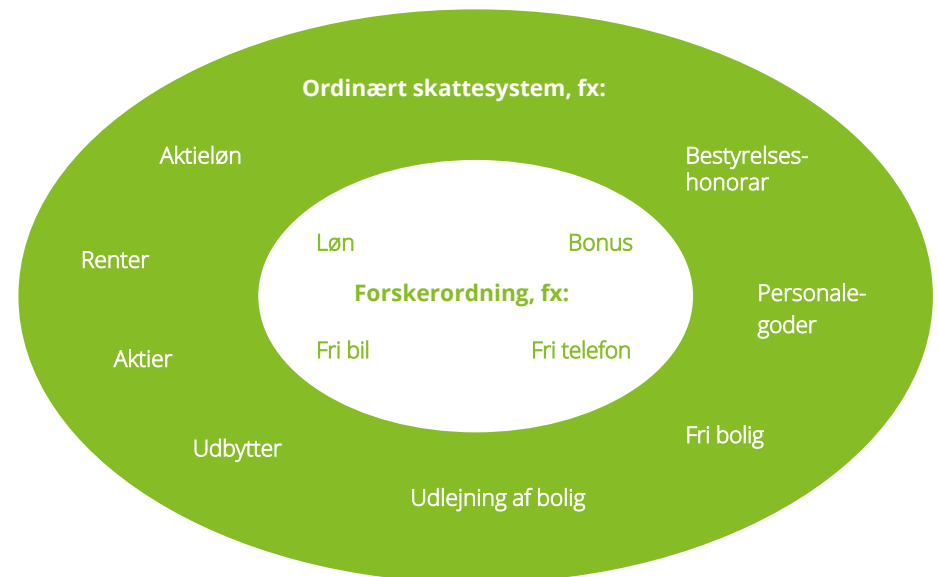 Ordinært skattesystem, fx:
Aktieløn
Bestyrelses-
honorar
Løn
Bonus
Renter
Forskerordning, fx:
Personale-
goder
Fri bil
Fri telefon
Aktier
Fri bolig
Udbytter
Udlejning af bolig